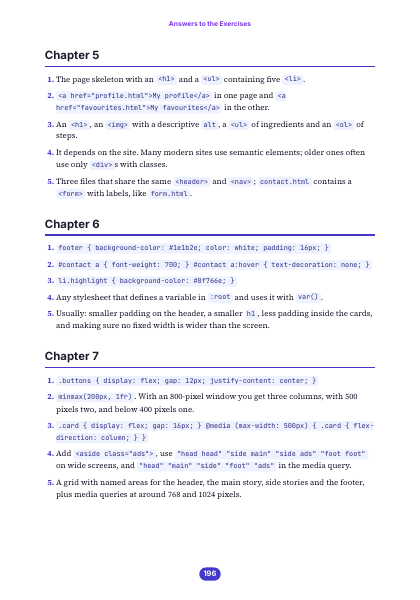 Answers to the Exercises
Chapter 5
1. The page skeleton with an <h1> and a <ul> containing five <li>.
2. <a href="profile.html">My profile</a> in one page and <a
href="favourites.html">My favourites</a> in the other.
3. An <h1>, an <img> with a descriptive alt, a <ul> of ingredients and an <ol> of
steps.
4. It depends on the site. Many modern sites use semantic elements; older ones often
use only <div>s with classes.
5. Three files that share the same <header> and <nav>; contact.html contains a
<form> with labels, like form.html.
Chapter 6
1. footer { background-color: #1e1b2e; color: white; padding: 16px; }
2. #contact a { font-weight: 700; } #contact a:hover { text-decoration: none; }
3. li.highlight { background-color: #0f766e; }
4. Any stylesheet that defines a variable in :root and uses it with var().
5. Usually: smaller padding on the header, a smaller h1, less padding inside the cards,
and making sure no fixed width is wider than the screen.
Chapter 7
1. .buttons { display: flex; gap: 12px; justify-content: center; }
2. minmax(200px, 1fr). With an 800-pixel window you get three columns, with 500
pixels two, and below 400 pixels one.
3. .card { display: flex; gap: 16px; } @media (max-width: 500px) { .card { flex-
direction: column; } }
4. Add <aside class="ads">, use "head head" "side main" "side ads" "foot foot"
on wide screens, and "head" "main" "side" "foot" "ads" in the media query.
5. A grid with named areas for the header, the main story, side stories and the footer,
plus media queries at around 768 and 1024 pixels.
196